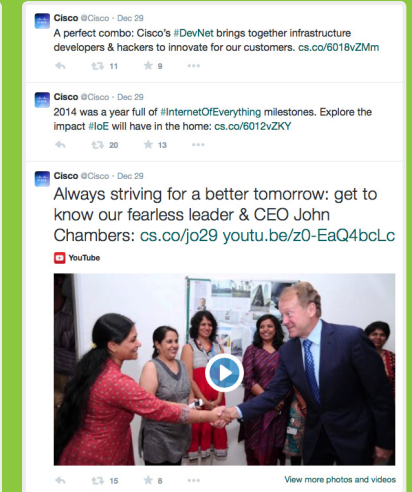 Cisco @Cisco · Dec 29
A perfect combo: Cisco's #DevNet brings together infrastructure
developers & hackers to innovate for our customers. cs.co/6018vZMm
11 9
Cisco @Cisco · Dec 29
2014 was a year full of #InternetOfEverything milestones. Explore the
impact #IoE will have in the home: cs.co/6012vZKY
20 13
Cisco @Cisco · Dec 29
Always striving for a better tomorrow: get to
know our fearless leader & CEO John
Chambers: cs.co/jo29 youtu.be/z0-EaQ4bcLc
YouTube
15 8 View more photos and videos